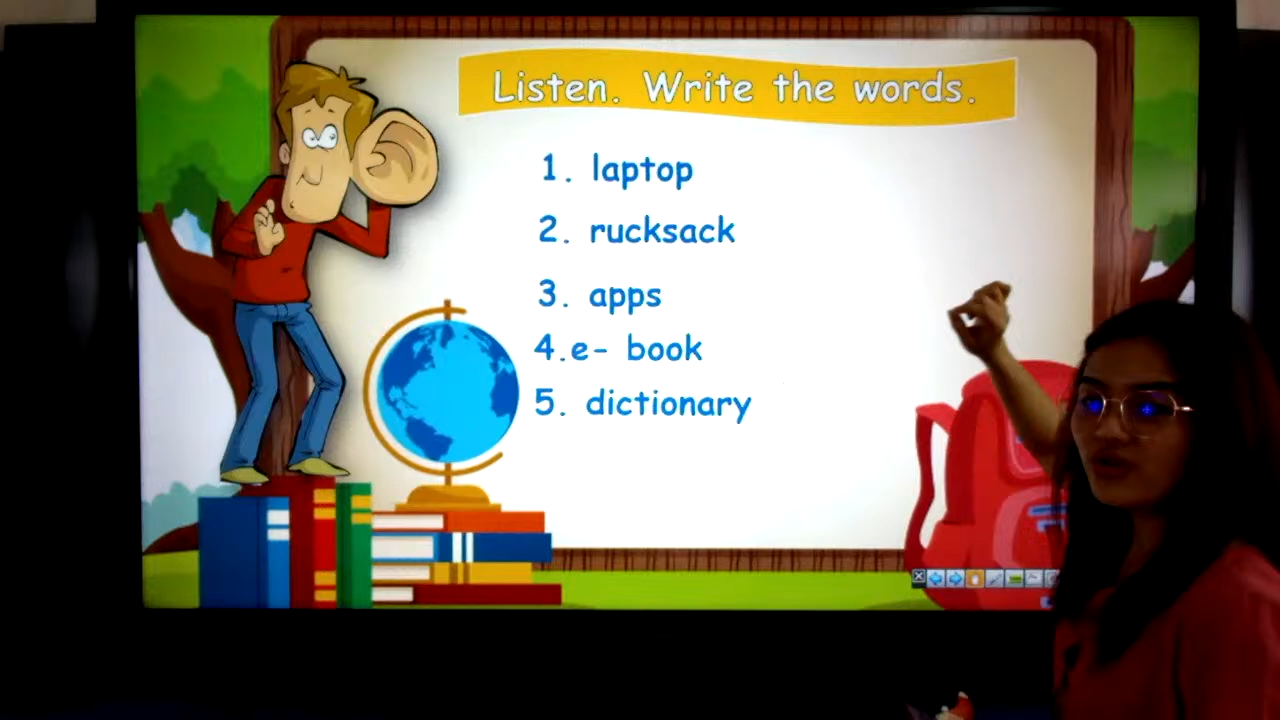 Listen. Write the words.
1. laptop
2. rucksack
3. apps
4.e- book
5. dictionary